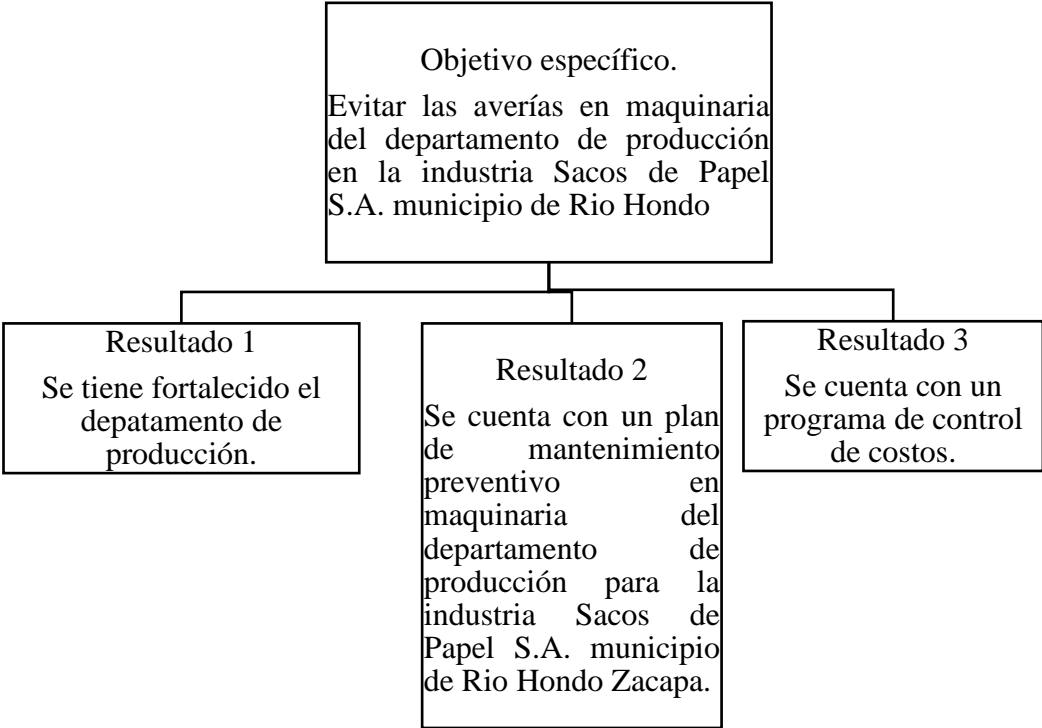 Objetivo específico.
Evitar las averías en maquinaria
del departamento de producción
en la industria Sacos de Papel
S.A. municipio de Rio Hondo
Resultado 1
Se tiene fortalecido el
depatamento de
producción.
Resultado 2
Se cuenta con un plan
de mantenimiento
preventivo en
maquinaria del
departamento de
producción para la
industria Sacos de
Papel S.A. municipio
de Rio Hondo Zacapa.
Resultado 3
Se cuenta con un
programa de control
de costos.